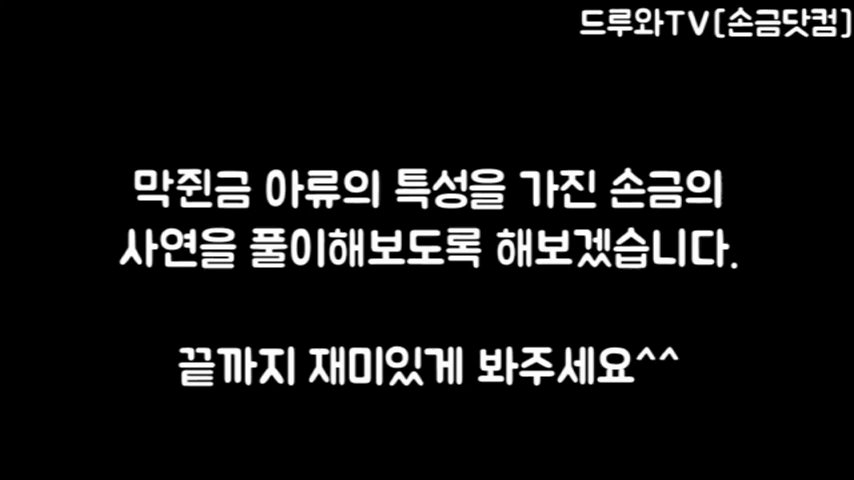 드루와TV[손금닷컴]
막쥔금 아류의 특성을 가진 손금의
사연을 풀이해보도록 해보겠습니다.
끝까지 재미있게 봐주세요^^